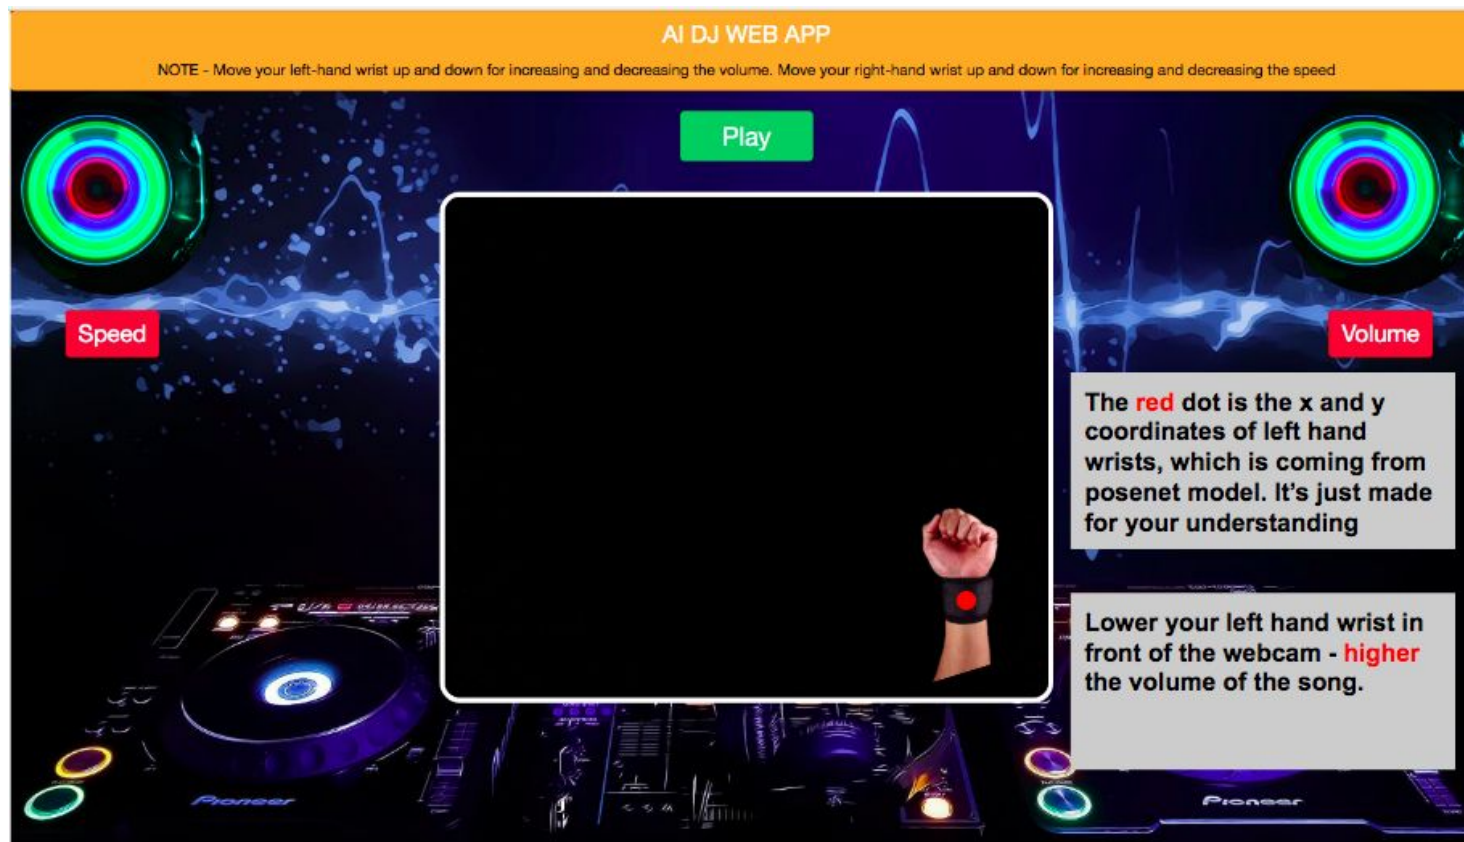 AI DJ WEB APP
NOTE - Move your left-hand wrist up and down for increasing and decreasing the volume. Move your right-hand wrist up and down for increasing and decreasing the speed
Play
Speed
Volume
The red dot is the x and y
coordinates of left hand
wrists, which is coming from
posenet model. It’s just made
for your understanding
Lower your left hand wrist in
front of the webcam - higher
the volume of the song.
Pioneer
Pioneer